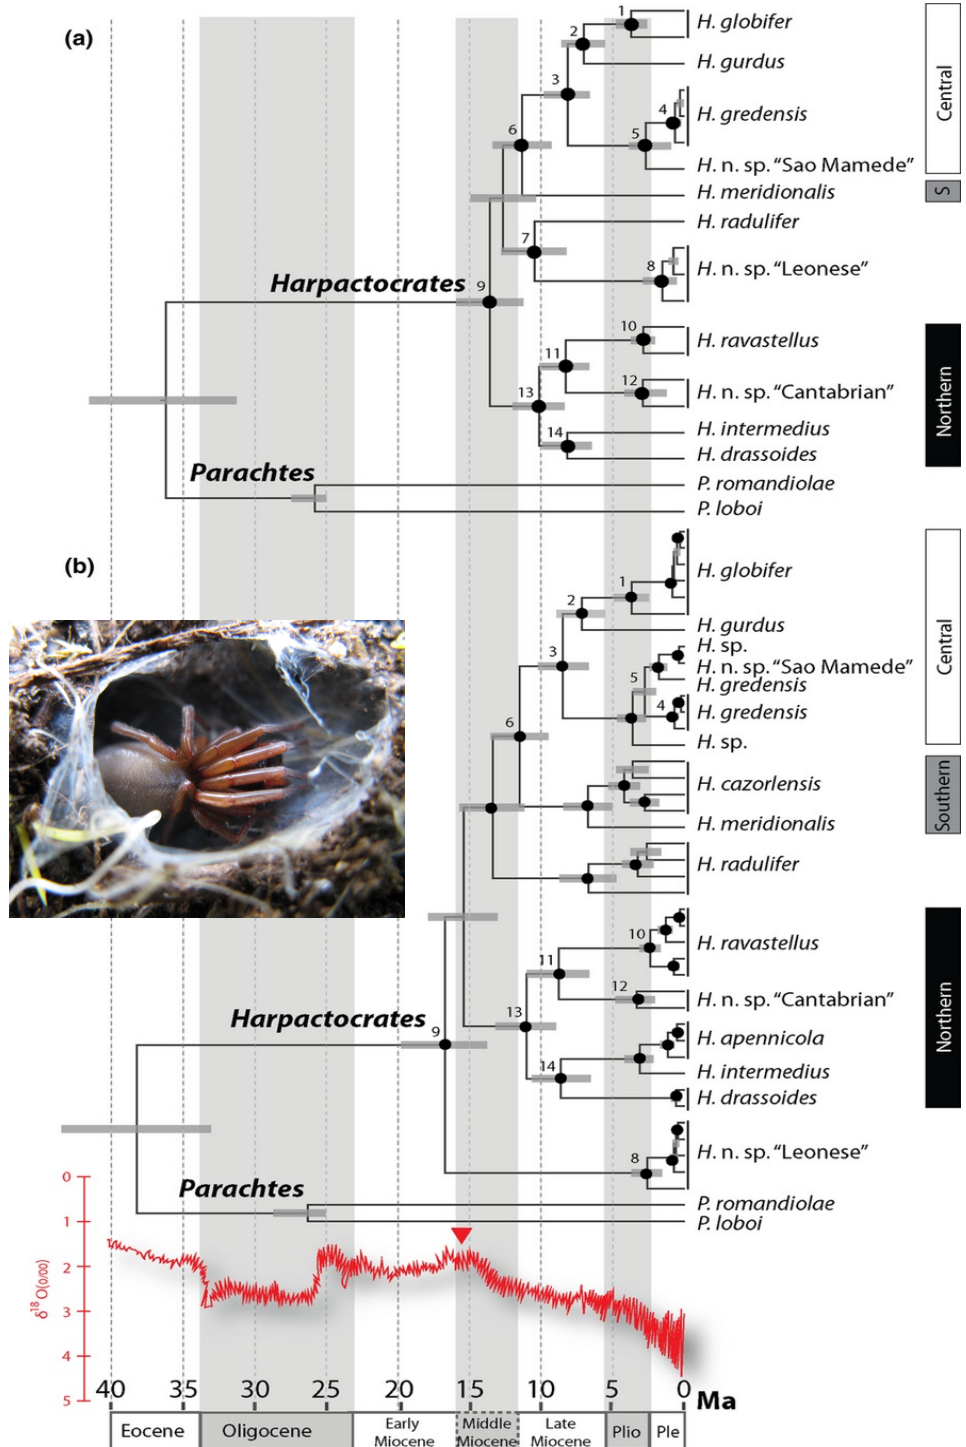 (a)
1
H. globifer
2
H. gurdus
3
4
H. gredensis
5
6
H. n. sp. “Sao Mamede”
H. meridionalis
H. radulifer
7
H. n. sp. “Leonese”
8
Harpactocrates
9
10
H. ravastellus
11
12
H. n. sp. “Cantabrian”
13
H. intermedius
14
H. drassoides
Parachtes
P. romandiolae
P. loboi
Central
S
Northern
(b)
H. globifer
1
2
H. gurdus
H. sp.
3
H. n. sp. “Sao Mamede”
5
H. gredensis
4
H. gredensis
6
H. sp.
H. cazorlensis
H. meridionalis
H. radulifer
10
H. ravastellus
11
12
H. n. sp. “Cantabrian”
13
Harpactocrates
9
H. apennicola
14
H. intermedius
H. drassoides
H. n. sp. “Leonese”
8
Parachtes
P. romandiolae
P. loboi
Central
Southern
Northern
0
1
2
3
4
5
δ18 O(0/00)
40 35 30 25 20 15 10 5 0 Ma
Eocene
Oligocene
Early Miocene
Middle Miocene
Late Miocene
Plio
Ple